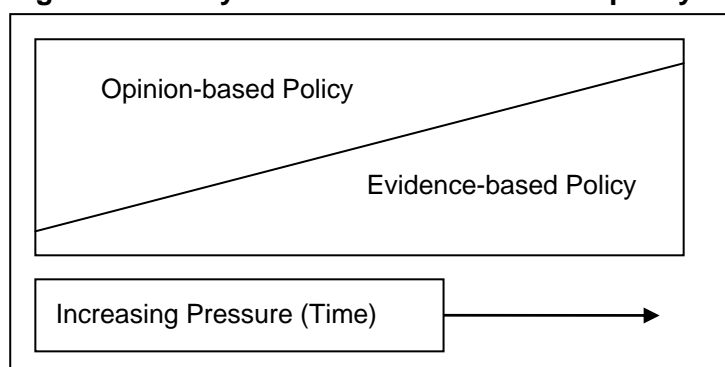 Opinion-based Policy
Evidence-based Policy
Increasing Pressure (Time)